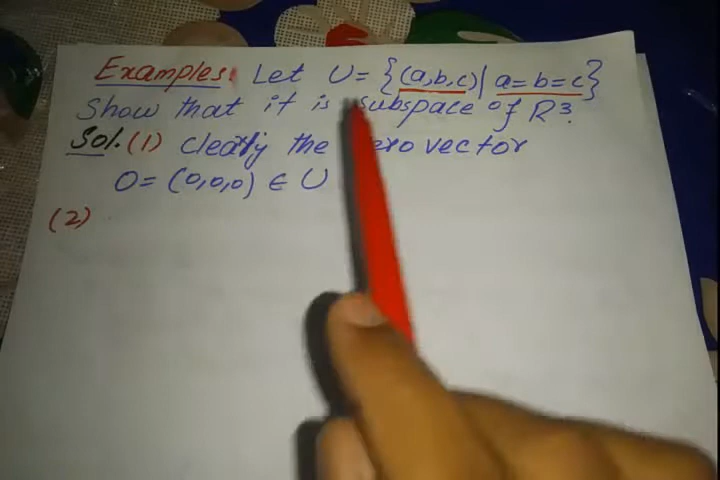 Examples: Let U= {(a,b,c)| a=b=c}
Show that it is subspace of R3.
Sol. (1) Clearly the zero vector
0= (0,0,0) ∈ U
(2)